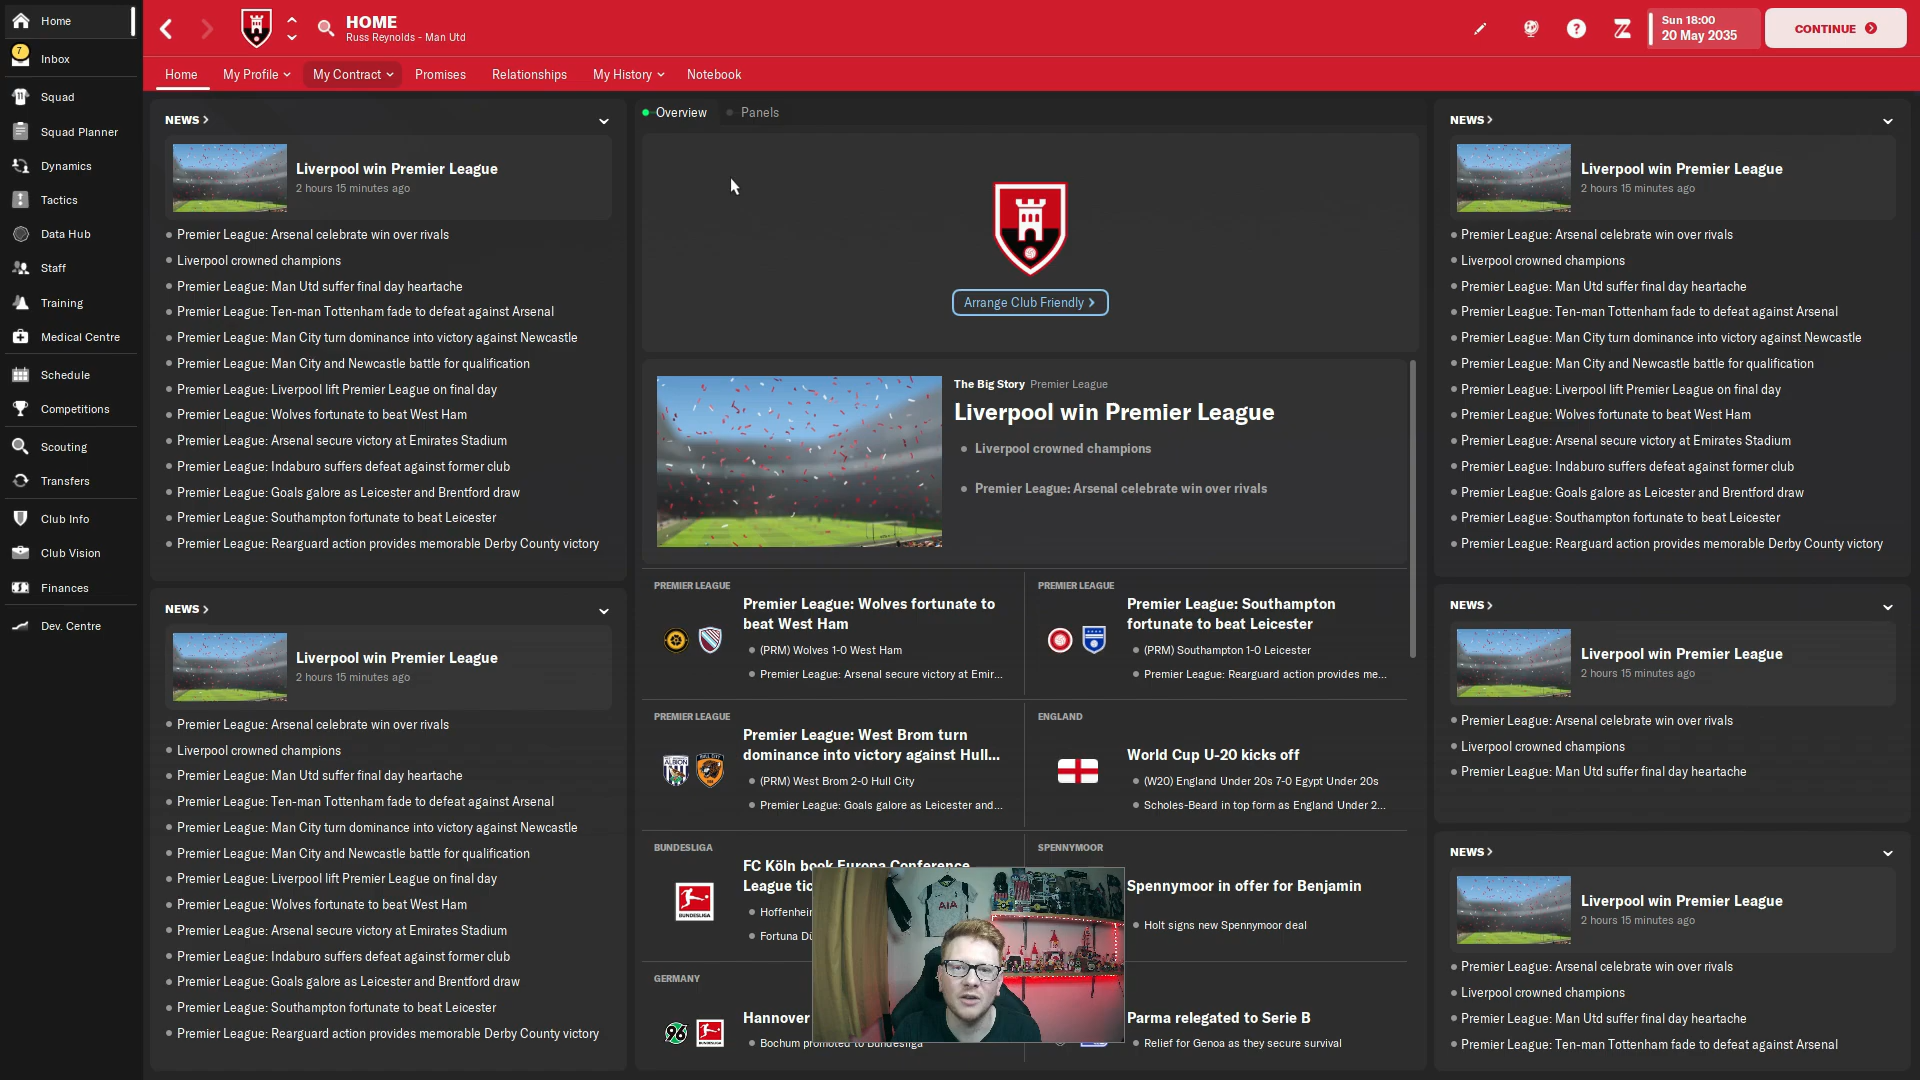 Home
7
Inbox
Squad
Squad Planner
Dynamics
Tactics
Data Hub
Staff
Training
Medical Centre
Schedule
Competitions
Scouting
Transfers
Club Info
Club Vision
Finances
Dev. Centre
HOME
Russ Reynolds - Man Utd
Sun 18:00
20 May 2035
CONTINUE
Home
My Profile
My Contract
Promises
Relationships
My History
Notebook
NEWS
Liverpool win Premier League
2 hours 15 minutes ago
Premier League: Arsenal celebrate win over rivals
Liverpool crowned champions
Premier League: Man Utd suffer final day heartache
Premier League: Ten-man Tottenham fade to defeat against Arsenal
Premier League: Man City turn dominance into victory against Newcastle
Premier League: Man City and Newcastle battle for qualification
Premier League: Liverpool lift Premier League on final day
Premier League: Wolves fortunate to beat West Ham
Premier League: Arsenal secure victory at Emirates Stadium
Premier League: Indaburo suffers defeat against former club
Premier League: Goals galore as Leicester and Brentford draw
Premier League: Southampton fortunate to beat Leicester
Premier League: Rearguard action provides memorable Derby County victory
NEWS
Liverpool win Premier League
2 hours 15 minutes ago
Premier League: Arsenal celebrate win over rivals
Liverpool crowned champions
Premier League: Man Utd suffer final day heartache
Premier League: Ten-man Tottenham fade to defeat against Arsenal
Premier League: Man City turn dominance into victory against Newcastle
Premier League: Man City and Newcastle battle for qualification
Premier League: Liverpool lift Premier League on final day
Premier League: Wolves fortunate to beat West Ham
Premier League: Arsenal secure victory at Emirates Stadium
Premier League: Indaburo suffers defeat against former club
Premier League: Goals galore as Leicester and Brentford draw
Premier League: Southampton fortunate to beat Leicester
Premier League: Rearguard action provides memorable Derby County victory
Overview
Panels
Arrange Club Friendly
The Big Story Premier League
Liverpool win Premier League
Liverpool crowned champions
Premier League: Arsenal celebrate win over rivals
PREMIER LEAGUE
Premier League: Wolves fortunate to
beat West Ham
(PRM) Wolves 1-0 West Ham
Premier League: Arsenal secure victory at Emir...
PREMIER LEAGUE
Premier League: Southampton
fortunate to beat Leicester
(PRM) Southampton 1-0 Leicester
Premier League: Rearguard action provides me...
PREMIER LEAGUE
Premier League: West Brom turn
dominance into victory against Hull...
(PRM) West Brom 2-0 Hull City
Premier League: Goals galore as Leicester and...
ENGLAND
World Cup U-20 kicks off
(W20) England Under 20s 7-0 Egypt Under 20s
Scholes-Beard in top form as England Under 2...
BUNDESLIGA
FC Köln book Europa Conference
League tic
Hoffenheir
Fortuna Dü
BUNDESLIGA
SPENNYMOOR
Spennymoor in offer for Benjamin
Holt signs new Spennymoor deal
AIA
GERMANY
96
Hannover
Bochum promoted to Bundesliga
Parma relegated to Serie B
Relief for Genoa as they secure survival
NEWS
Liverpool win Premier League
2 hours 15 minutes ago
Premier League: Arsenal celebrate win over rivals
Liverpool crowned champions
Premier League: Man Utd suffer final day heartache
Premier League: Ten-man Tottenham fade to defeat against Arsenal
Premier League: Man City turn dominance into victory against Newcastle
Premier League: Man City and Newcastle battle for qualification
Premier League: Liverpool lift Premier League on final day
Premier League: Wolves fortunate to beat West Ham
Premier League: Arsenal secure victory at Emirates Stadium
Premier League: Indaburo suffers defeat against former club
Premier League: Goals galore as Leicester and Brentford draw
Premier League: Southampton fortunate to beat Leicester
Premier League: Rearguard action provides memorable Derby County victory
NEWS
Liverpool win Premier League
2 hours 15 minutes ago
Premier League: Arsenal celebrate win over rivals
Liverpool crowned champions
Premier League: Man Utd suffer final day heartache
NEWS
Liverpool win Premier League
2 hours 15 minutes ago
Premier League: Arsenal celebrate win over rivals
Liverpool crowned champions
Premier League: Man Utd suffer final day heartache
Premier League: Ten-man Tottenham fade to defeat against Arsenal